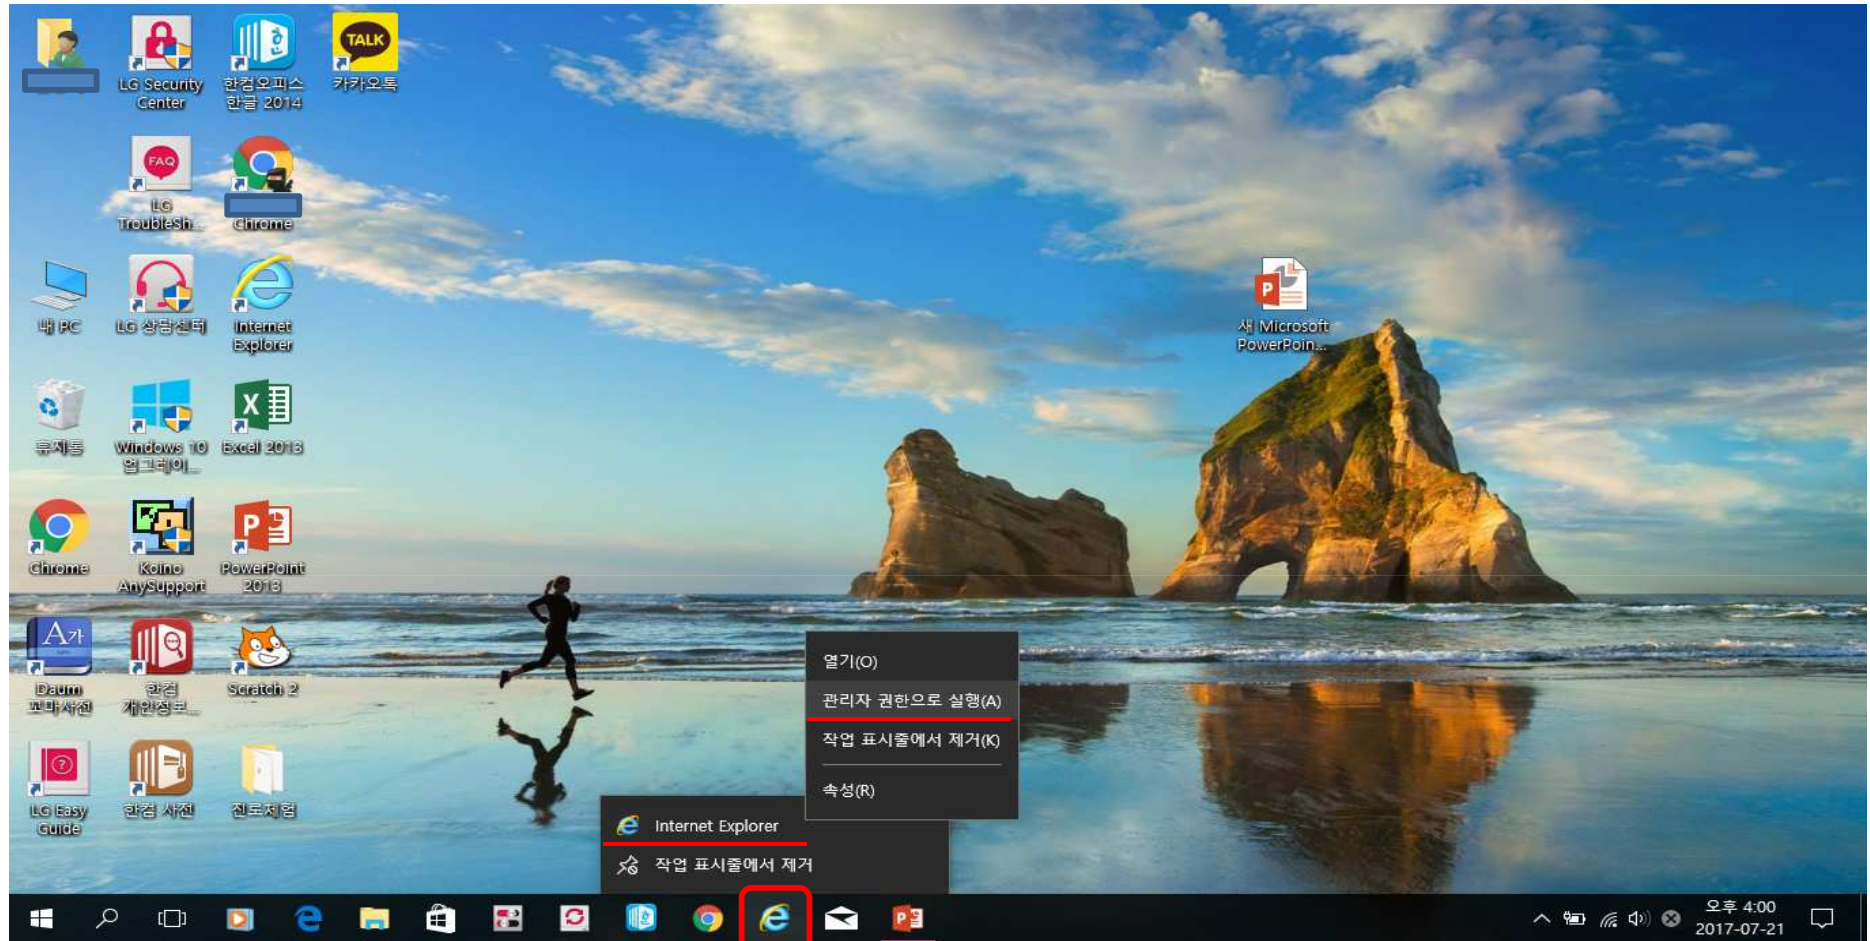 LG Security
Center
한컴오피스
한글 2014
TALK
카카오톡
FAQ
LG
TroubleSh...
Chrome
내 PC
LG 상담센터
Internet
Explorer
새 Microsoft
PowerPoin...
휴지통
Windows 10
업그레이...
Excel 2013
Chrome
Koino
AnySupport
PowerPoint
2013
Daum
꼬마사전
한컴
개인정보...
Scratch 2
LG Easy
Guide
한컴 사전
진로체험
열기(O)
관리자 권한으로 실행(A)
작업 표시줄에서 제거(K)
속성(R)
Internet Explorer
작업 표시줄에서 제거
오후 4:00
2017-07-21